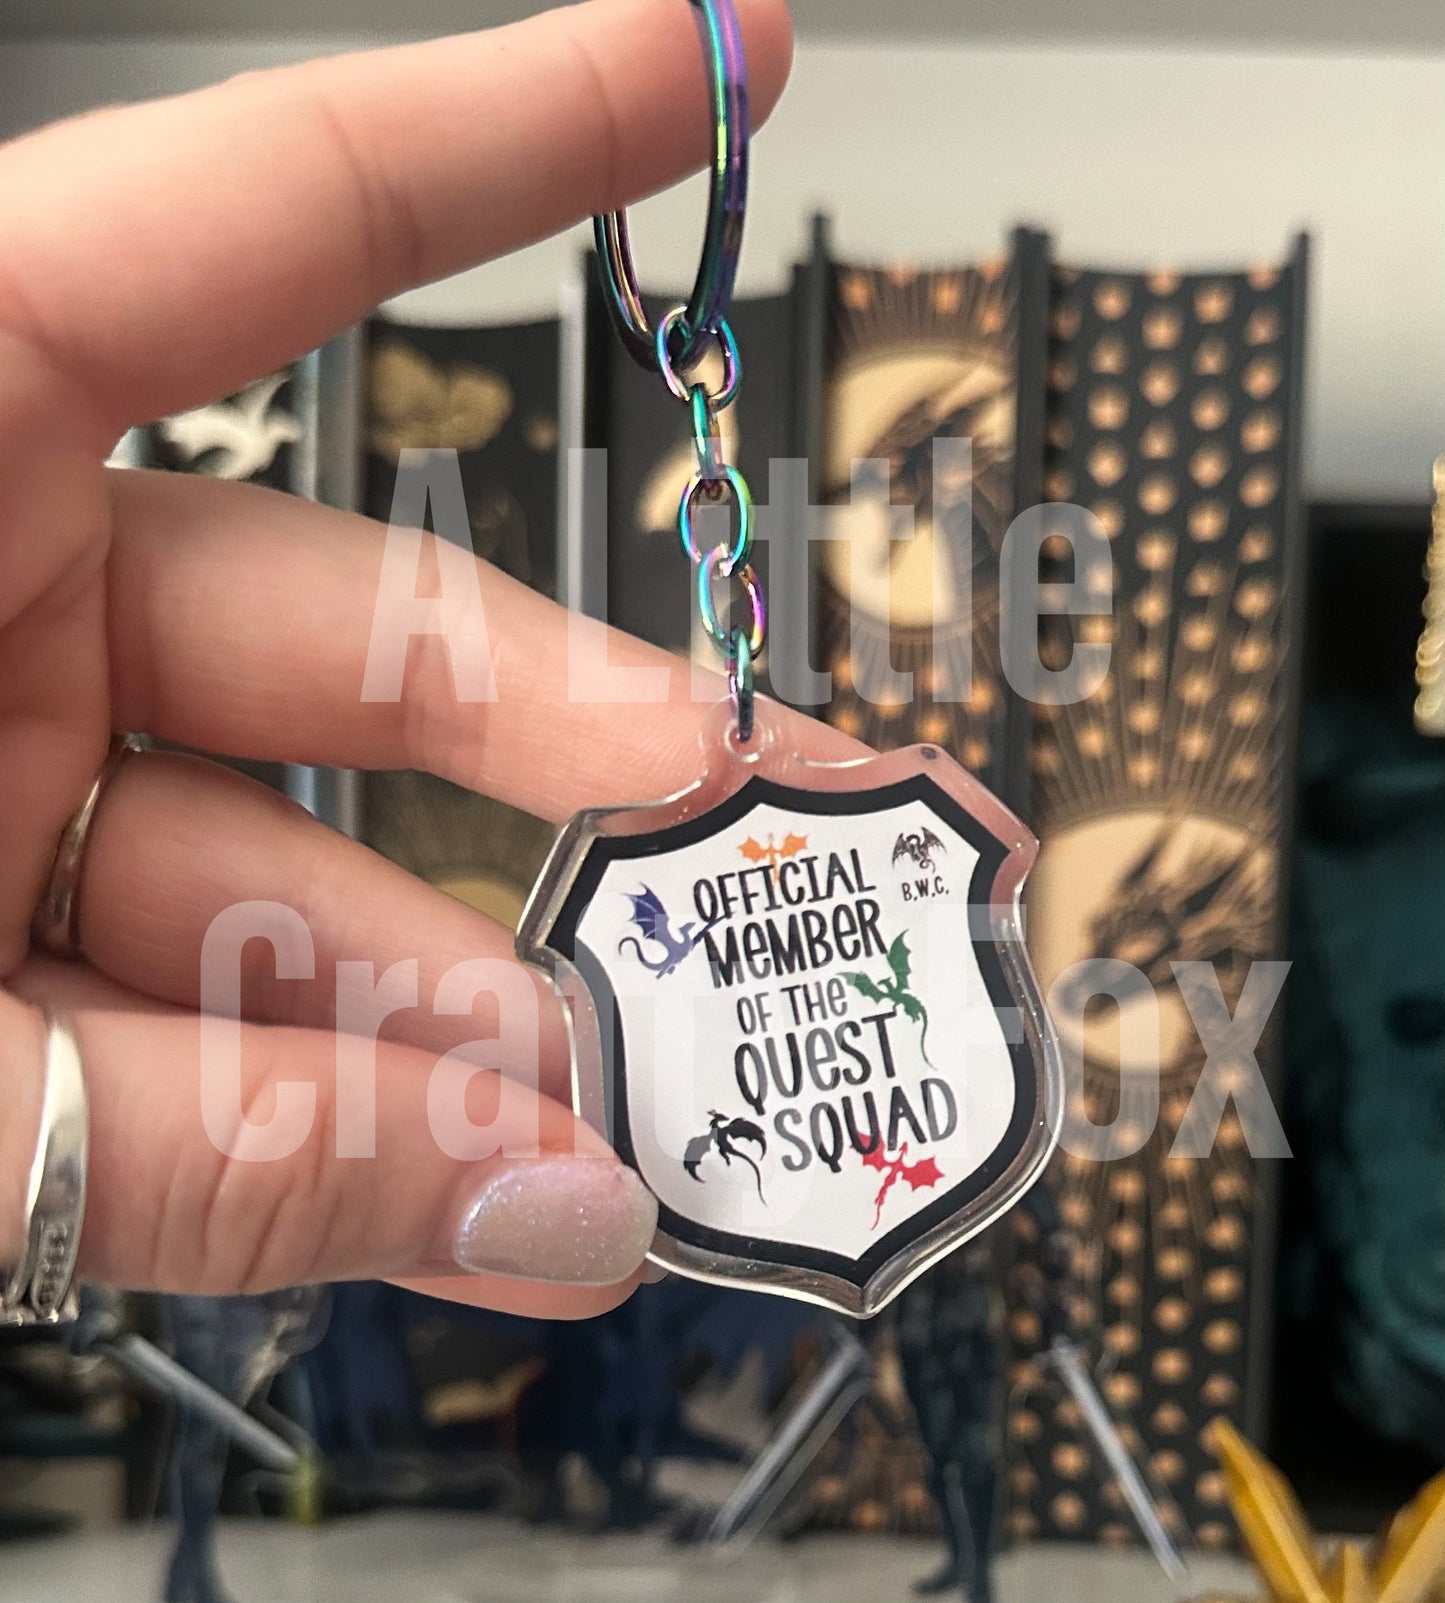 A Little
Crafty Fox
OFFICIAL
MEMBER
OF THE
QUEST
SQUAD
B.W.C.